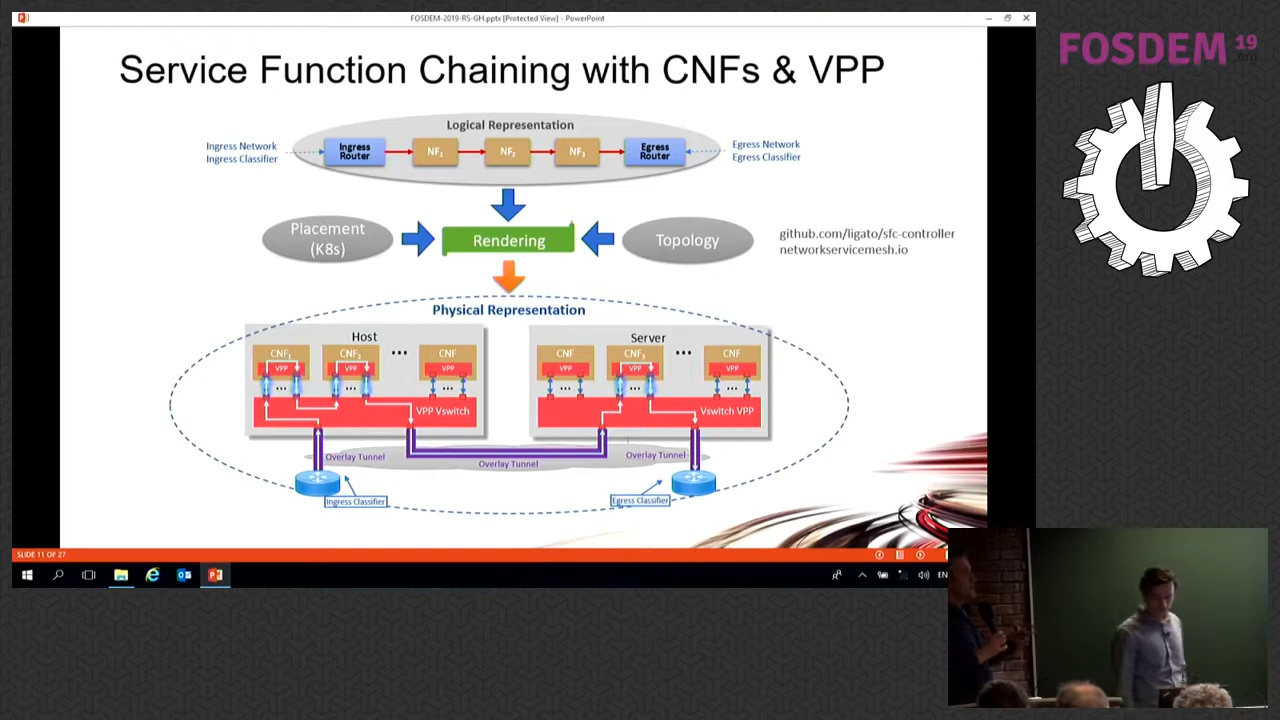 FOSDEM-2019-RS-GH.pptx [Protected View] - PowerPoint
FOSDEM 19
.org
Service Function Chaining with CNFs & VPP
Logical Representation
Ingress Network
Ingress Classifier
Ingress
Router
NF1
NF2
NF3
Egress
Router
Egress Network
Egress Classifier
Placement
(K8s)
Rendering
Topology
github.com/ligato/sfc-controller
networkservicemesh.io
Physical Representation
Host
CNF1
VPP
...
CNF2
VPP
...
...
CNF
VPP
...
VPP Vswitch
Server
CNF
VPP
...
CNF3
VPP
...
...
CNF
VPP
...
Vswitch VPP
Overlay Tunnel
Overlay Tunnel
Overlay Tunnel
Ingress Classifier
Egress Classifier
SLIDE 11 OF 27
EN